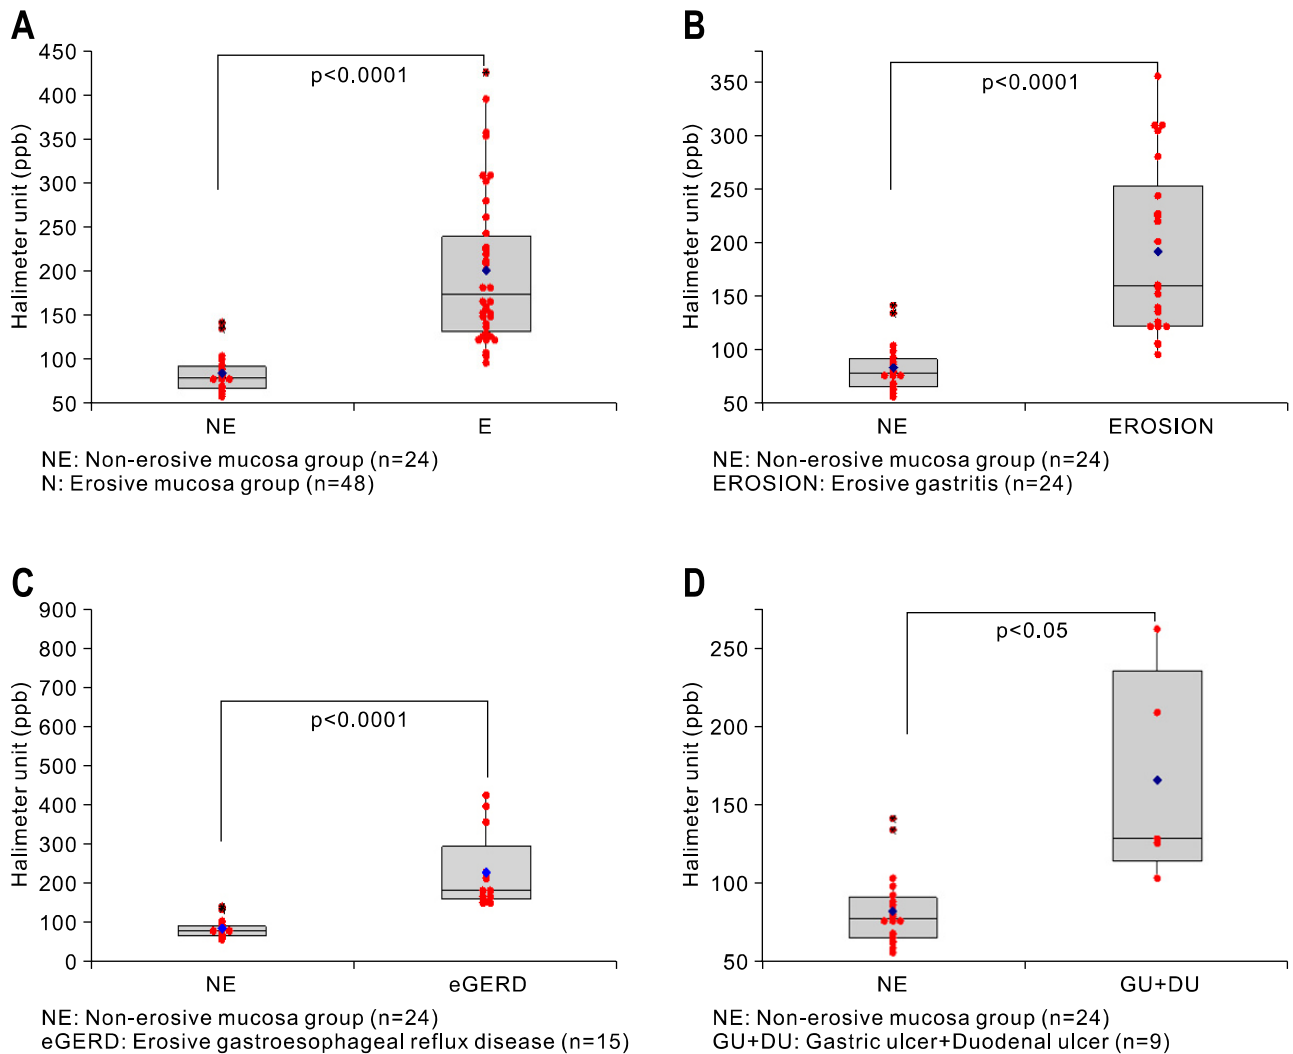 A
450
400
350
300
250
200
150
100
50
Halimeter unit (ppb)
p<0.0001
NE
E
NE: Non-erosive mucosa group (n=24)
N: Erosive mucosa group (n=48)
B
350
300
250
200
150
100
50
Halimeter unit (ppb)
p<0.0001
NE
EROSION
NE: Non-erosive mucosa group (n=24)
EROSION: Erosive gastritis (n=24)
C
900
800
700
600
500
400
300
200
100
0
Halimeter unit (ppb)
p<0.0001
NE
eGERD
NE: Non-erosive mucosa group (n=24)
eGERD: Erosive gastroesophageal reflux disease (n=15)
D
250
200
150
100
50
Halimeter unit (ppb)
p<0.05
NE
GU+DU
NE: Non-erosive mucosa group (n=24)
GU+DU: Gastric ulcer+Duodenal ulcer (n=9)